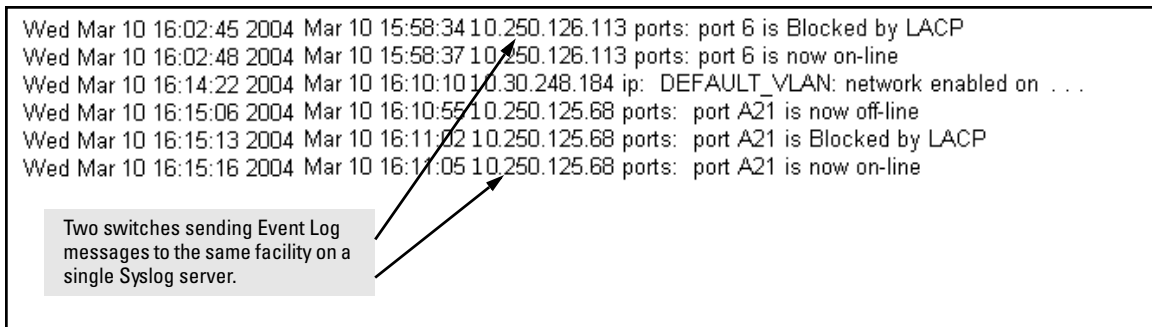 Wed Mar 10 16:02:45 2004 Mar 10 15:58:34 10.250.126.113 ports: port 6 is Blocked by LACP
Wed Mar 10 16:02:48 2004 Mar 10 15:58:37 10.250.126.113 ports: port 6 is now on-line
Wed Mar 10 16:14:22 2004 Mar 10 16:10:10 10.30.248.184 ip: DEFAULT_VLAN: network enabled on . . .
Wed Mar 10 16:15:06 2004 Mar 10 16:10:55 10.250.125.68 ports: port A21 is now off-line
Wed Mar 10 16:15:13 2004 Mar 10 16:11:02 10.250.125.68 ports: port A21 is Blocked by LACP
Wed Mar 10 16:15:16 2004 Mar 10 16:11:05 10.250.125.68 ports: port A21 is now on-line
Two switches sending Event Log
messages to the same facility on a
single Syslog server.